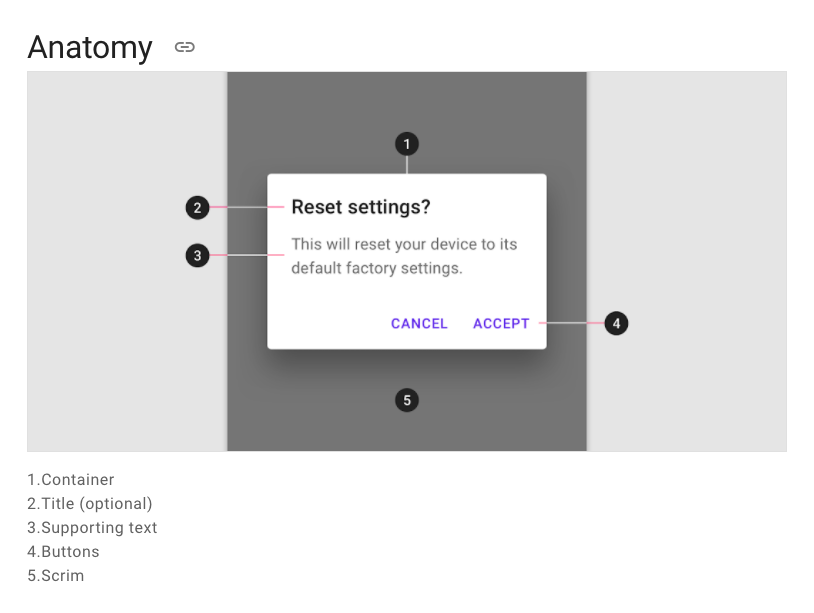 Anatomy
1
2
Reset settings?
3
This will reset your device to its
default factory settings.
CANCEL ACCEPT
4
5
1.Container
2.Title (optional)
3.Supporting text
4.Buttons
5.Scrim